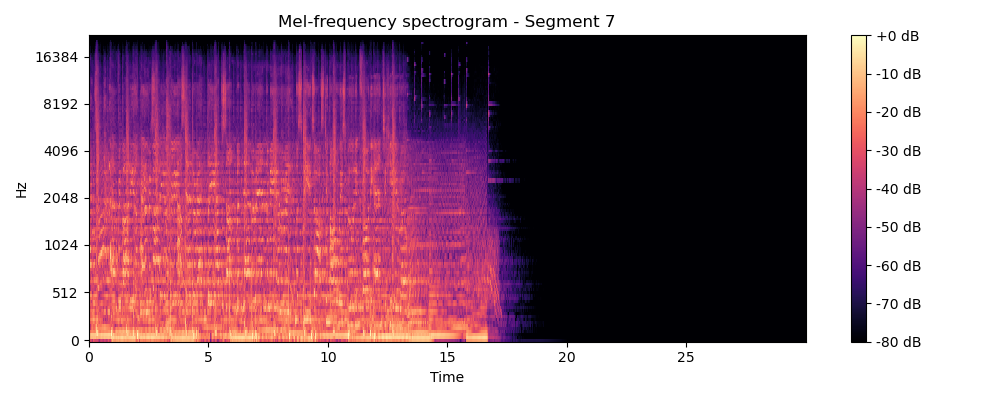 Mel-frequency spectrogram - Segment 7
Hz
16384
8192
4096
2048
1024
512
0
0 5 10 15 20 25
Time
+0 dB
-10 dB
-20 dB
-30 dB
-40 dB
-50 dB
-60 dB
-70 dB
-80 dB